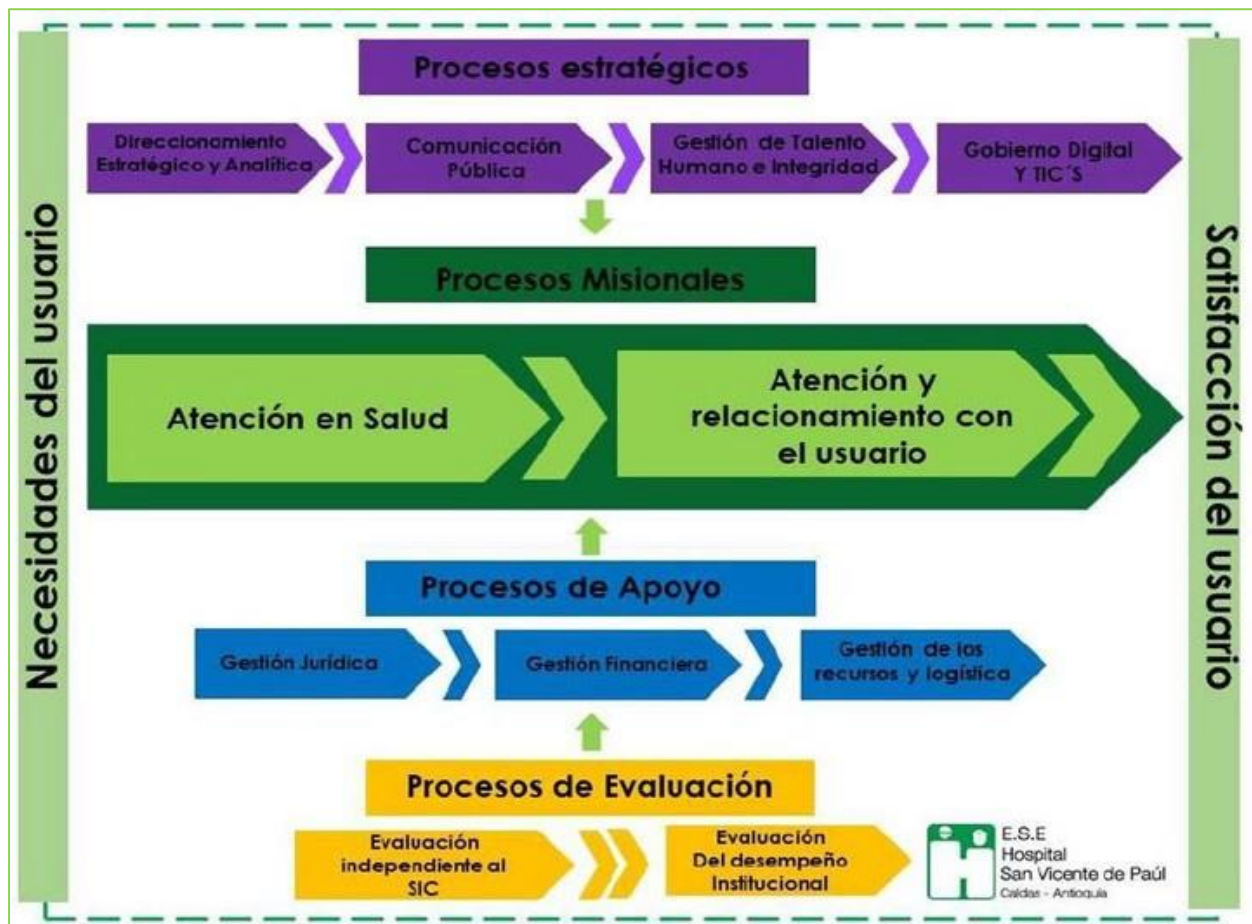 Procesos estratégicos
Direccionamiento
Estratégico y Analítica
Comunicación
Pública
Gestión de Talento
Humano e Integridad
Gobierno Digital
Y TIC´S
Necesidades del usuario
Procesos Misionales
Atención en Salud
Atención y
relacionamiento con
el usuario
Satisfacción del usuario
Procesos de Apoyo
Gestión Jurídica
Gestión Financiera
Gestión de los
recursos y logística
Procesos de Evaluación
Evaluación
independiente al
SIC
Evaluación
Del desempeño
Institucional
E.S.E
Hospital
San Vicente de Paúl
Caldas - Antioquia